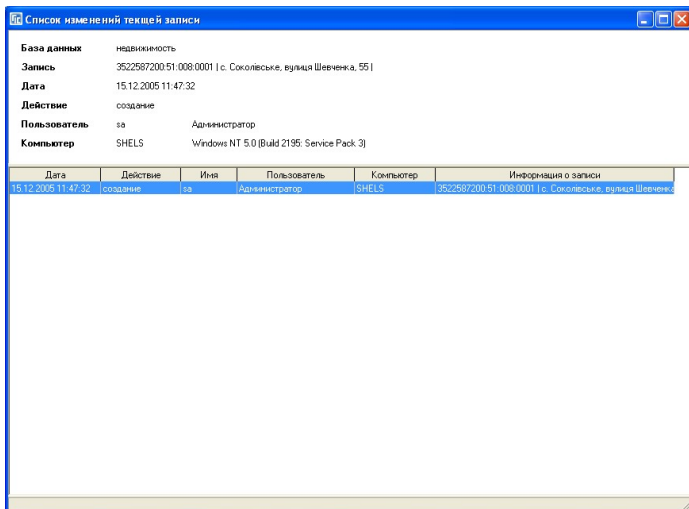 Список изменений текщей записи
База данных недвижимость
Запись 3522587200:51:008:0001 | с. Соколівське, вулиця Шевченка, 55 |
Дата 15.12.2005 11:47:32
Действие создание
Пользователь sa Администратор
Компьютер SHELS Windows NT 5.0 (Build 2195: Service Pack 3)
Дата Действие Имя Пользователь Компьютер Информация о записи
15.12.2005 11:47:32 создание sa Администратор SHELS 3522587200:51:008:0001 | с. Соколівське, вулиця Шевченка